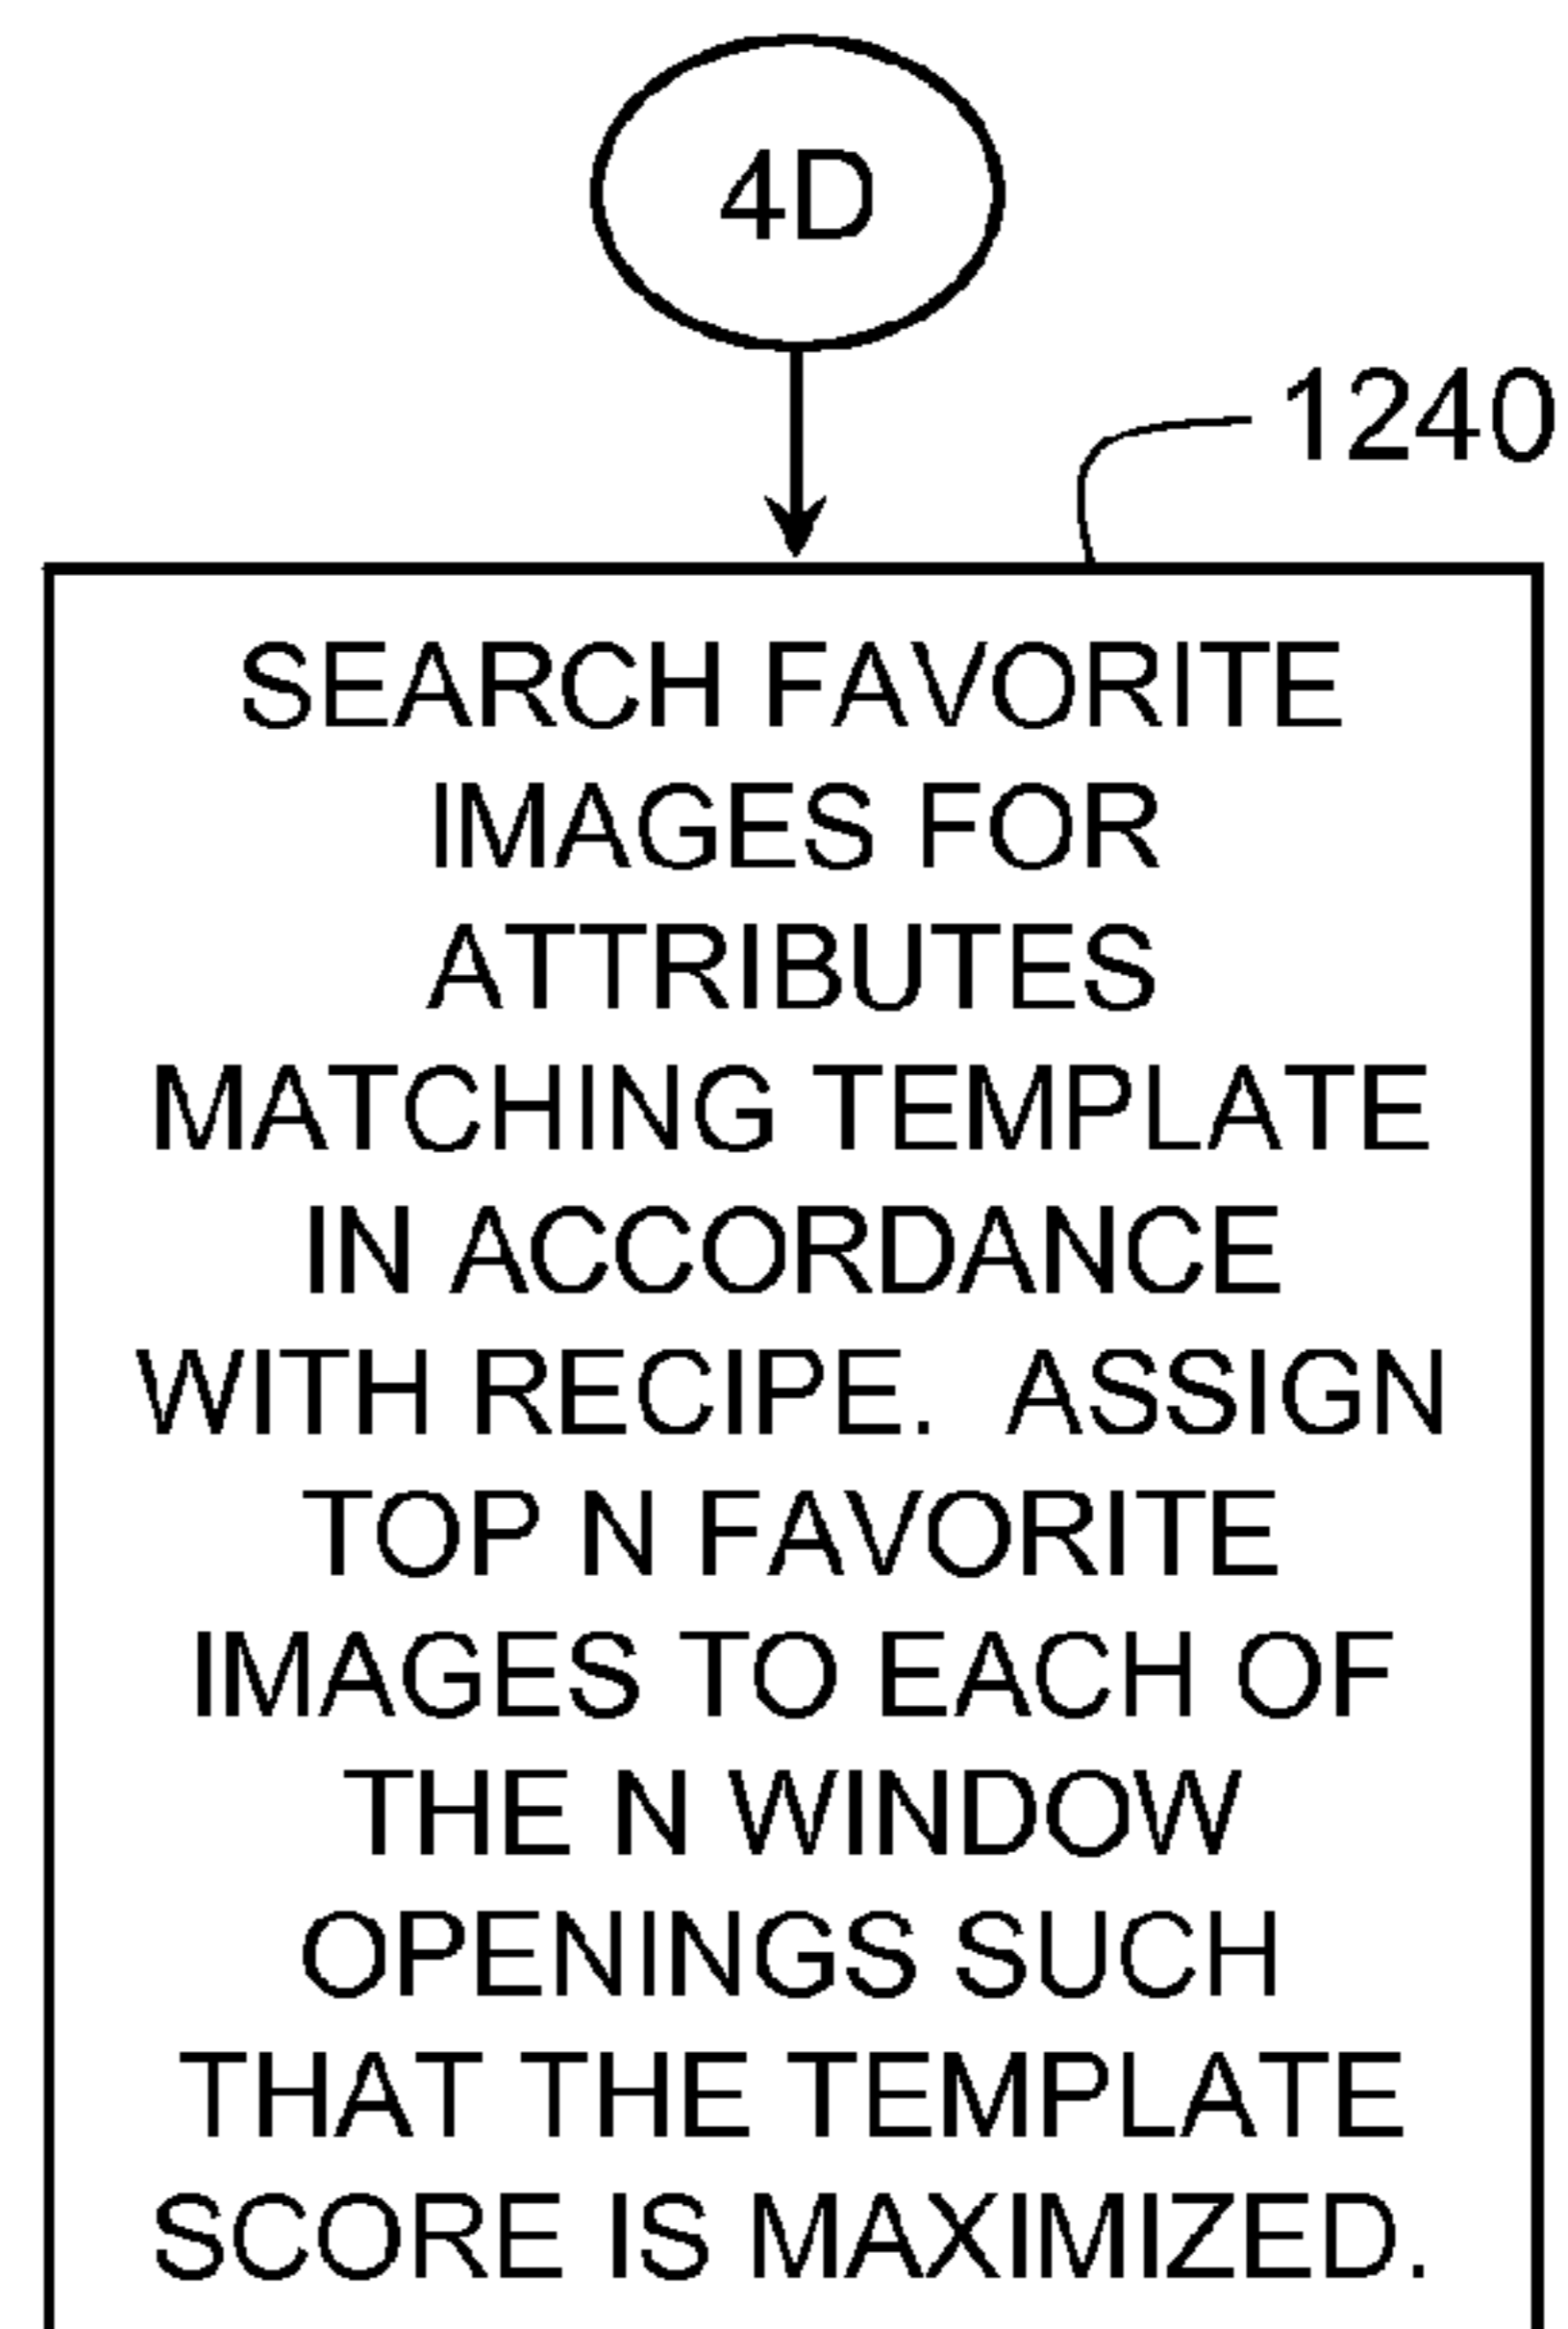 4D
1240
SEARCH FAVORITE
IMAGES FOR
ATTRIBUTES
MATCHING TEMPLATE
IN ACCORDANCE
WITH RECIPE. ASSIGN
TOP N FAVORITE
IMAGES TO EACH OF
THE N WINDOW
OPENINGS SUCH
THAT THE TEMPLATE
SCORE IS MAXIMIZED.